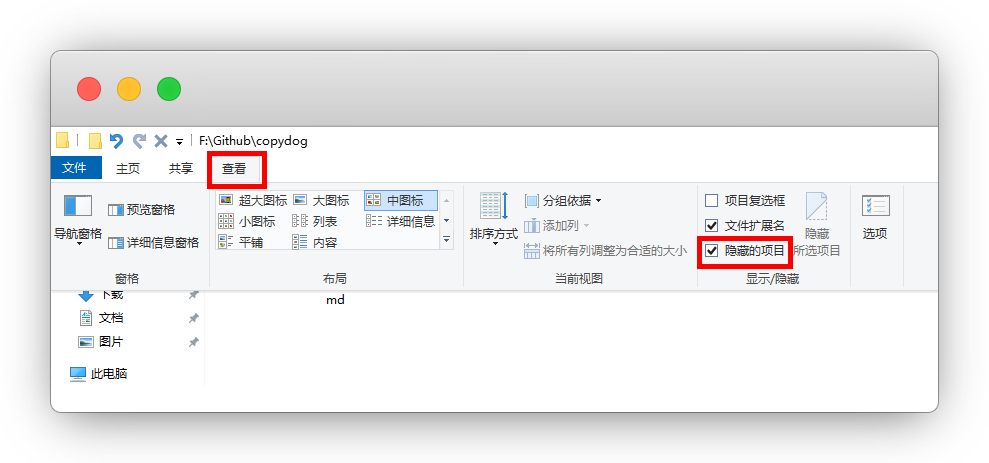 F:\Github\copydog
文件 主页 共享 查看
导航窗格
预览窗格
详细信息窗格
窗格
超大图标 大图标 中图标
小图标 列表 详细信息
平铺 内容
布局
排序方式
分组依据
添加列
将所有列调整为合适的大小
当前视图
项目复选框
文件扩展名
隐藏的项目
隐藏
所选项目
显示/隐藏
选项
下载
文档
图片
此电脑
md